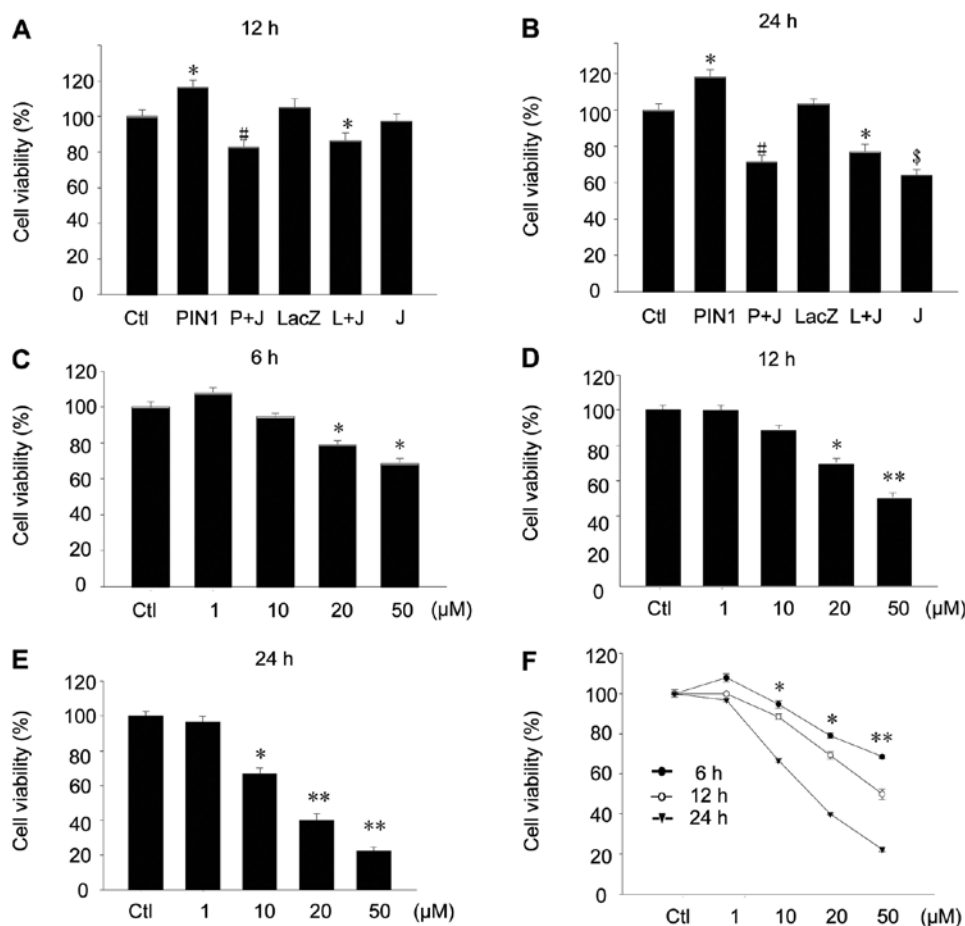 A
12 h
Cell viability (%)
120
100
80
60
40
20
0
*
#
*
Ctl PIN1 P+J LacZ L+J J
B
24 h
Cell viability (%)
120
100
80
60
40
20
0
*
#
*
$
Ctl PIN1 P+J LacZ L+J J
C
6 h
Cell viability (%)
120
100
80
60
40
20
0
*
*
Ctl 1 10 20 50 (µM)
D
12 h
Cell vability (%)
120
100
80
60
40
20
0
*
**
Ctl 1 10 20 50 (µM)
E
24 h
Cell viability (%)
120
100
80
60
40
20
0
*
**
**
Ctl 1 10 20 50 (µM)
F
Cell viability (%)
120
100
80
60
40
20
0
*
*
**
6 h
12 h
24 h
Ctl 1 10 20 50 (µM)